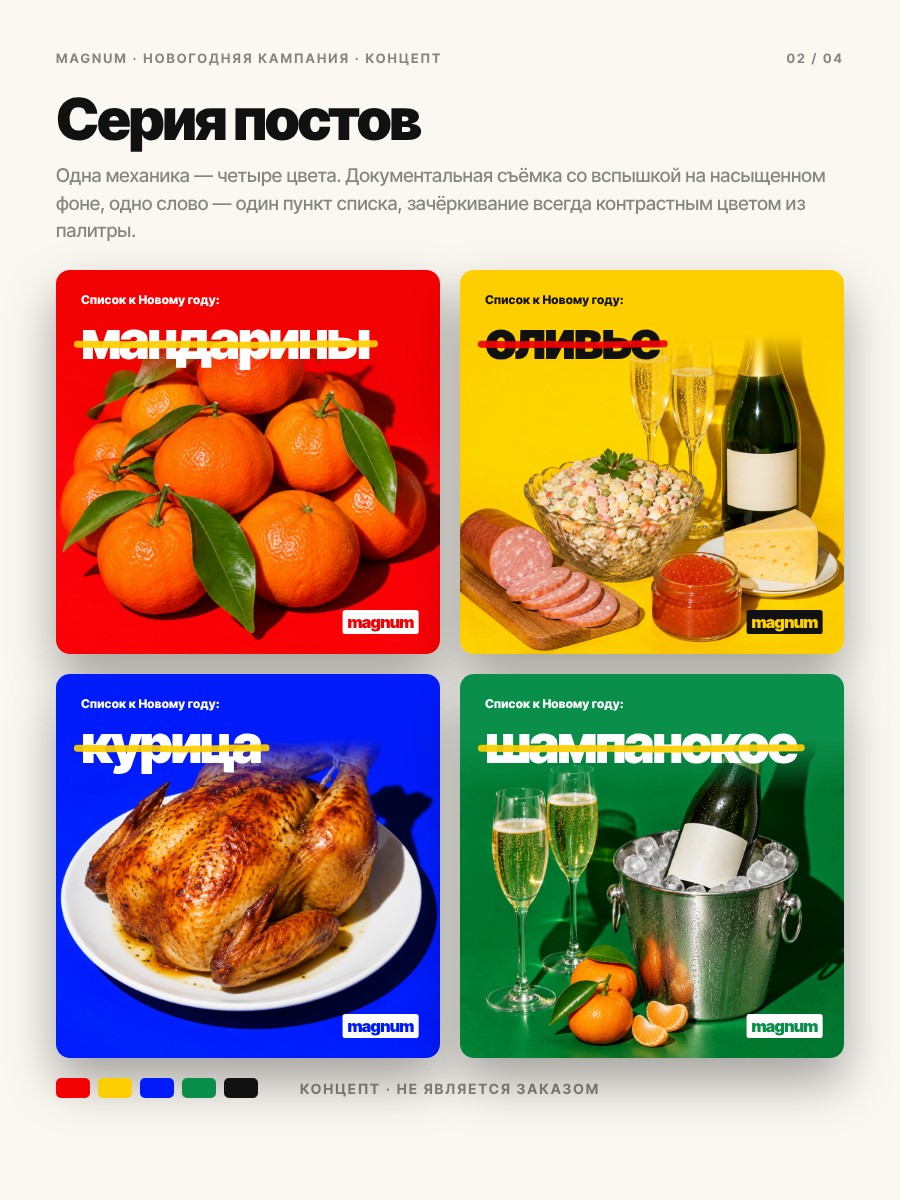 MAGNUM · НОВОГОДНЯЯ КАМПАНИЯ · КОНЦЕПТ
02 / 04
Серия постов
Одна механика — четыре цвета. Документальная съёмка со вспышкой на насыщенном
фоне, одно слово — один пункт списка, зачёркивание всегда контрастным цветом из
палитры.
Список к Новому году:
мандарины
magnum
Список к Новому году:
оливье
magnum
Список к Новому году:
курица
magnum
Список к Новому году:
шампанское
magnum
КОНЦЕПТ · НЕ ЯВЛЯЕТСЯ ЗАКАЗОМ